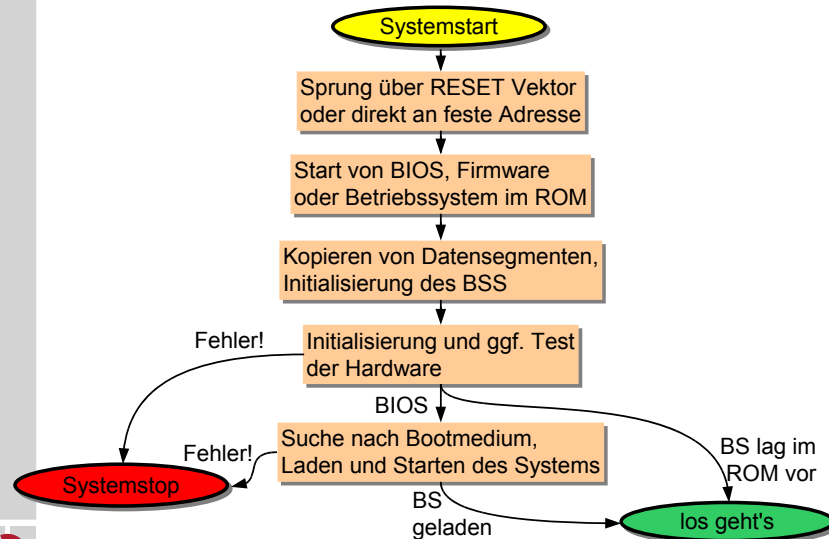 Systemstart
Sprung über RESET Vektor
oder direkt an feste Adresse
Start von BIOS, Firmware
oder Betriebssystem im ROM
Kopieren von Datensegmenten,
Initialisierung des BSS
Fehler!
Initialisierung und ggf. Test
der Hardware
BIOS
Fehler!
Suche nach Bootmedium,
Laden und Starten des Systems
BS lag im
ROM vor
Systemstop
BS
geladen
los geht's